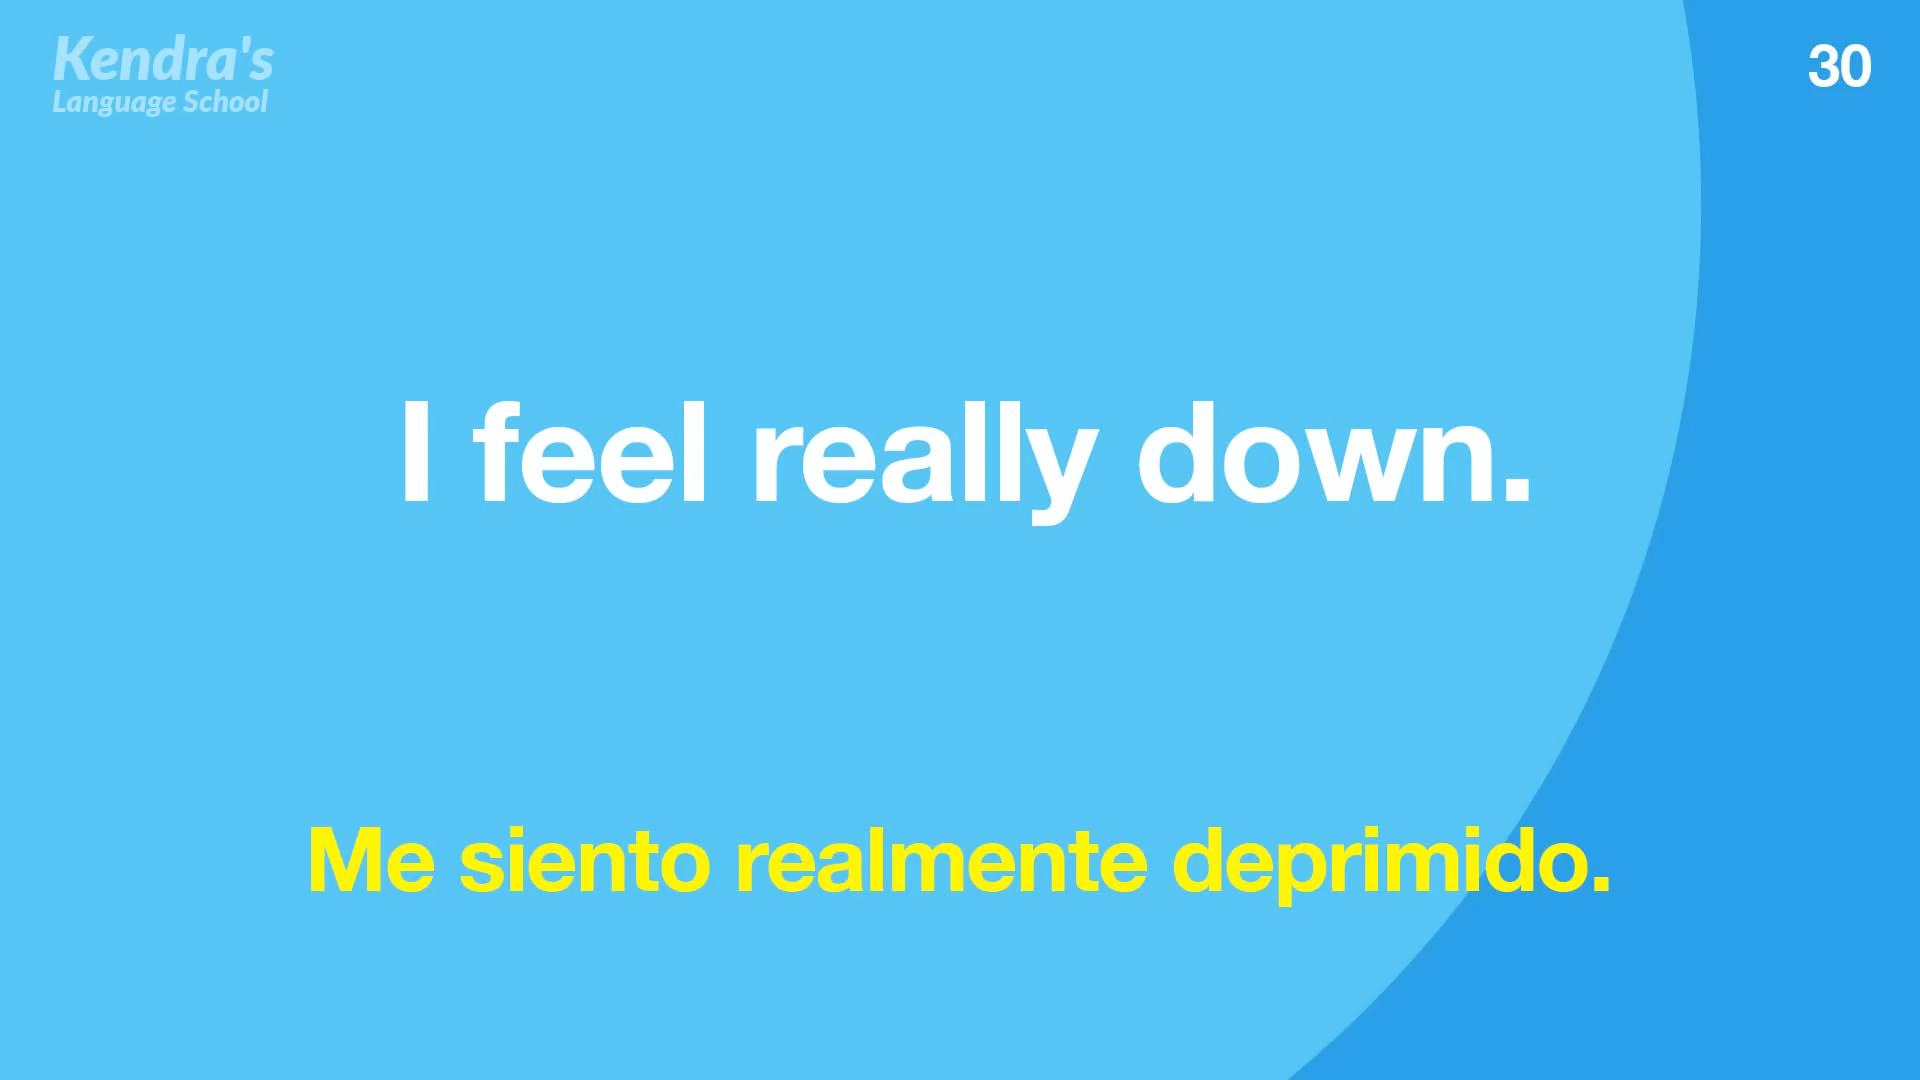 Kendra's
Language School
30
I feel really down.
Me siento realmente deprimido.